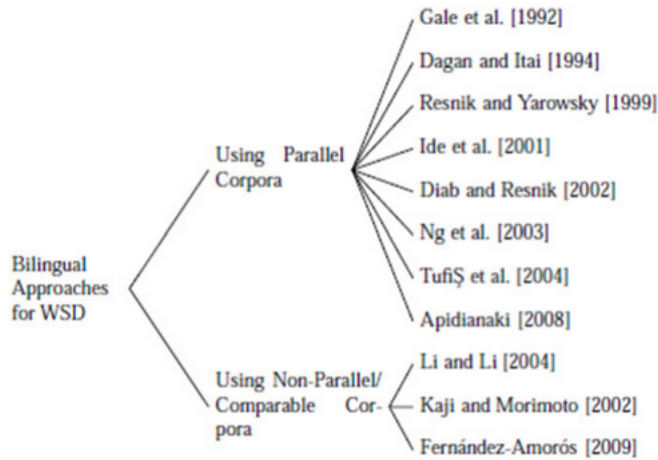 Bilingual
Approaches
for WSD
Using Parallel
Corpora
Gale et al. [1992]
Dagan and Itai [1994]
Resnik and Yarowsky [1999]
Ide et al. [2001]
Diab and Resnik [2002]
Ng et al. [2003]
TufiŞ et al. [2004]
Apidianaki [2008]
Using Non-Parallel/
Comparable Cor-
pora
Li and Li [2004]
Kaji and Morimoto [2002]
Fernández-Amorós [2009]